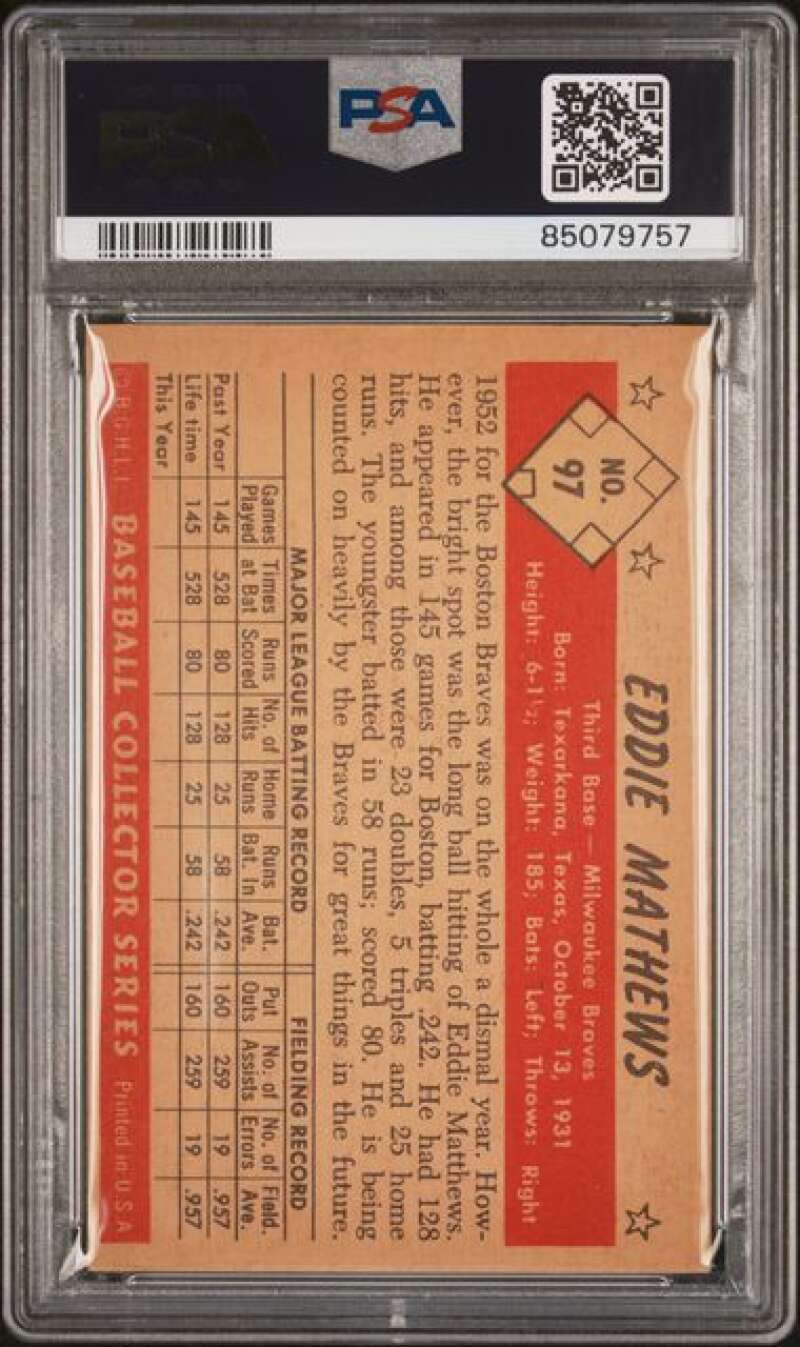 PSA
85079757
NO.
97
EDDIE MATHEWS
Third Base — Milwaukee Braves
Born: Texarkana, Texas, October 13, 1931
Height: 6-1½; Weight: 185; Bats: Left; Throws: Right
1952 for the Boston Braves was on the whole a dismal year. How-
ever, the bright spot was the long ball hitting of Eddie Matthews.
He appeared in 145 games for Boston, batting .242. He had 128
hits, and among those were 23 doubles, 5 triples and 25 home
runs. The youngster batted in 58 runs; scored 80. He is being
counted on heavily by the Braves for great things in the future.
MAJOR LEAGUE BATTING RECORD FIELDING RECORD
Games Times Runs No. of Home Runs Bat. Put No. of No. of Field.
Played at Bat Scored Hits Runs Bat. In Ave. Outs Assists Errors Ave.
Past Year 145 528 80 128 25 58 .242 160 259 19 .957
Life time 145 528 80 128 25 58 .242 160 259 19 .957
This Year
© B.G.H.L.I. BASEBALL COLLECTOR SERIES Printed in U.S.A